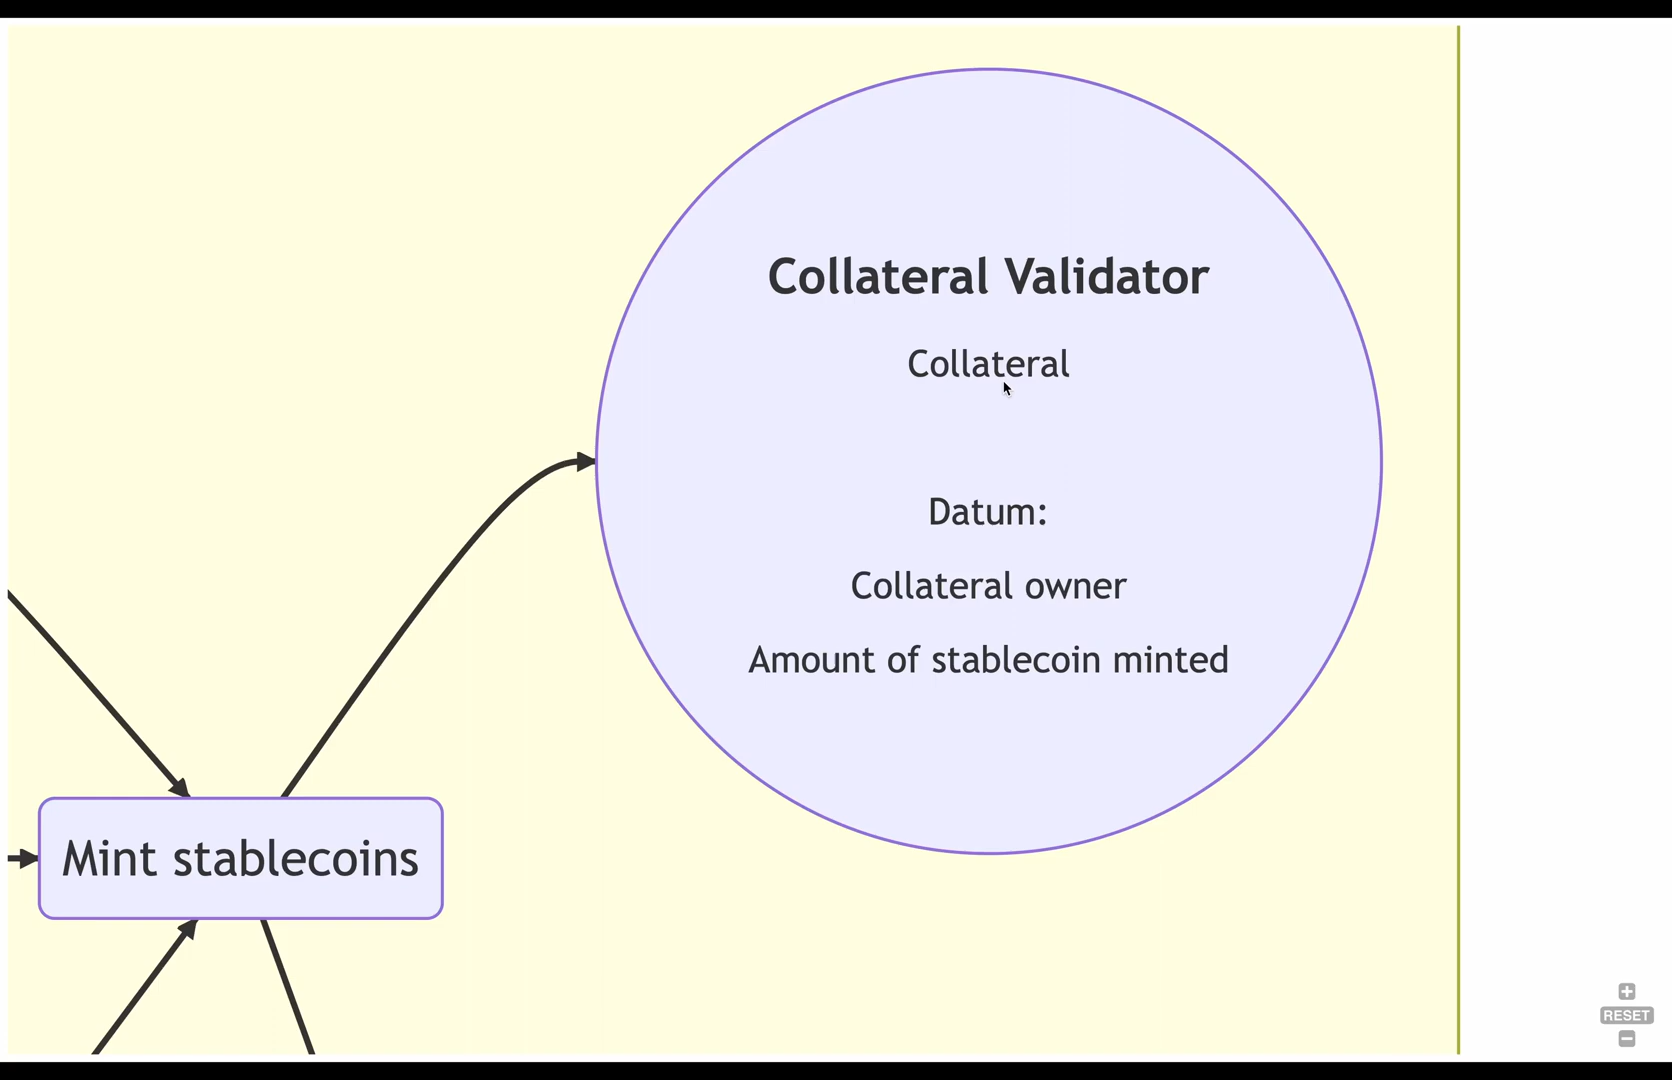 Collateral Validator
Collateral
Datum:
Collateral owner
Amount of stablecoin minted
Mint stablecoins
RESET